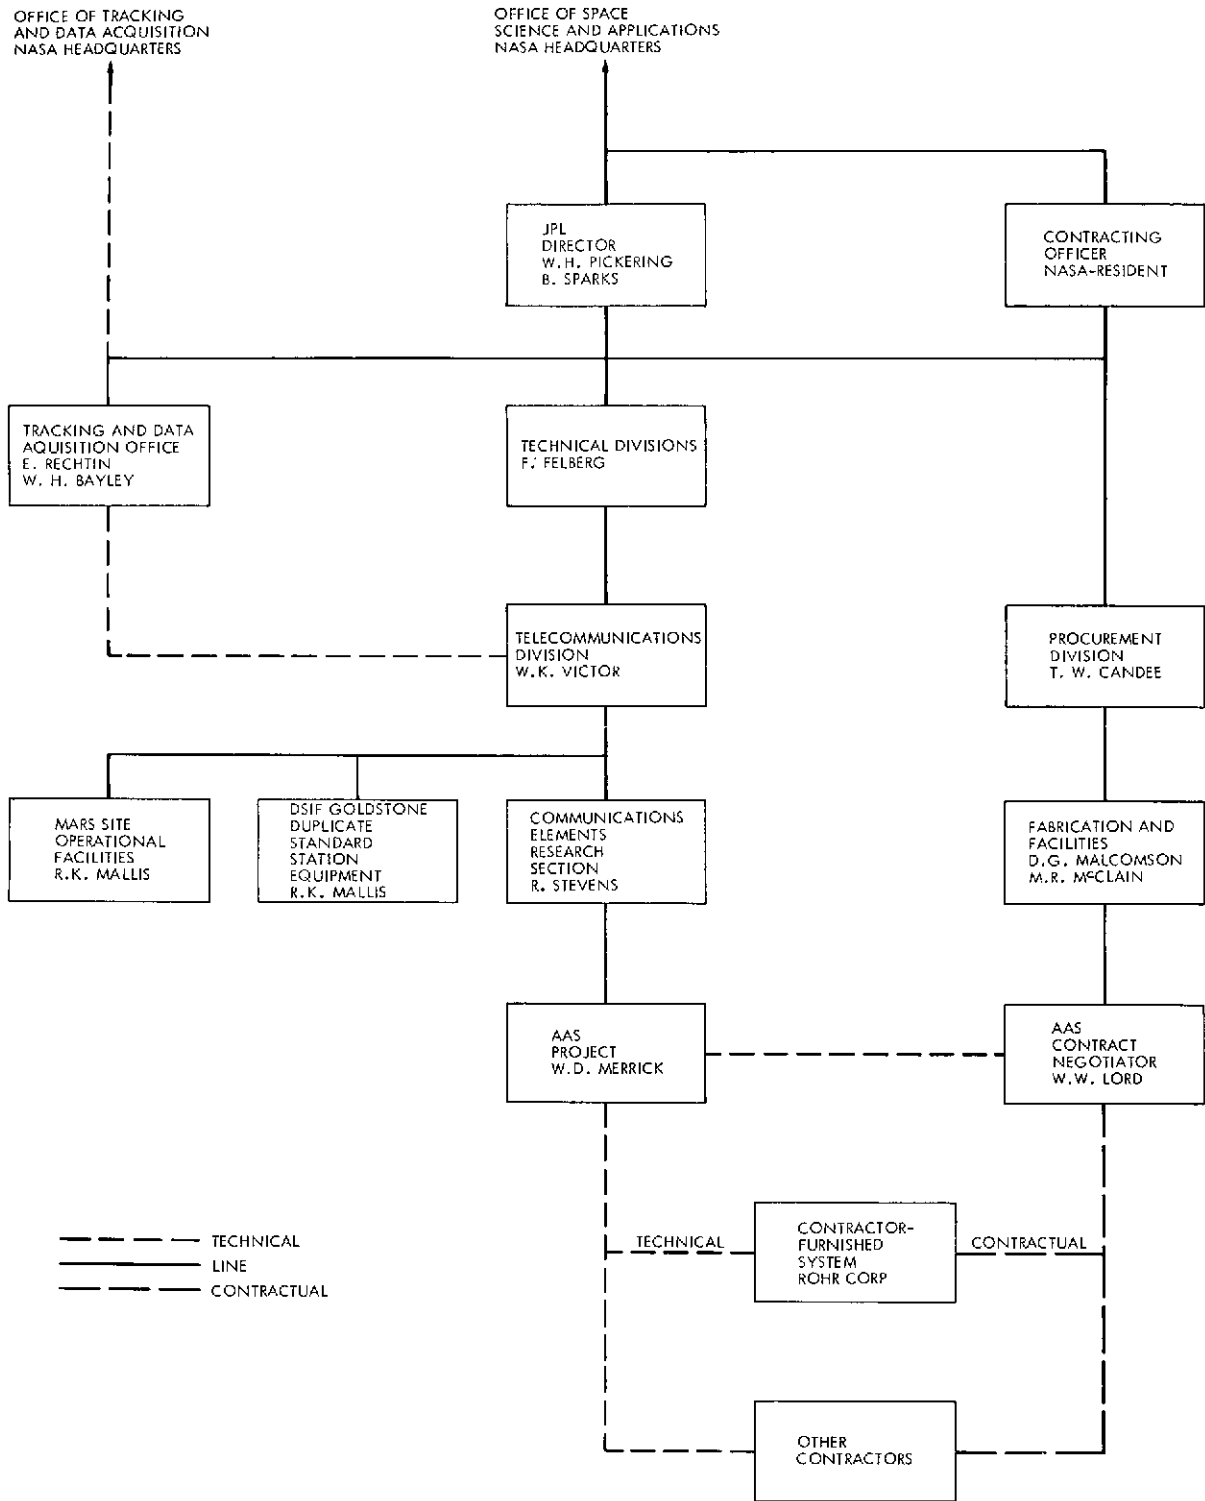 OFFICE OF TRACKING
AND DATA ACQUISITION
NASA HEADQUARTERS
OFFICE OF SPACE
SCIENCE AND APPLICATIONS
NASA HEADQUARTERS
JPL
DIRECTOR
W.H. PICKERING
B. SPARKS
CONTRACTING
OFFICER
NASA-RESIDENT
TRACKING AND DATA
AQUISITION OFFICE
E. RECHTIN
W. H. BAYLEY
TECHNICAL DIVISIONS
F. FELBERG
TELECOMMUNICATIONS
DIVISION
W.K. VICTOR
PROCUREMENT
DIVISION
T. W. CANDEE
MARS SITE
OPERATIONAL
FACILITIES
R.K. MALLIS
DSIF GOLDSTONE
DUPLICATE
STANDARD
STATION
EQUIPMENT
R.K. MALLIS
COMMUNICATIONS
ELEMENTS
RESEARCH
SECTION
R. STEVENS
FABRICATION AND
FACILITIES
D.G. MALCOMSON
M.R. McCLAIN
AAS
PROJECT
W.D. MERRICK
AAS
CONTRACT
NEGOTIATOR
W.W. LORD
TECHNICAL
CONTRACTOR-
FURNISHED
SYSTEM
ROHR CORP
CONTRACTUAL
TECHNICAL
LINE
CONTRACTUAL
OTHER
CONTRACTORS